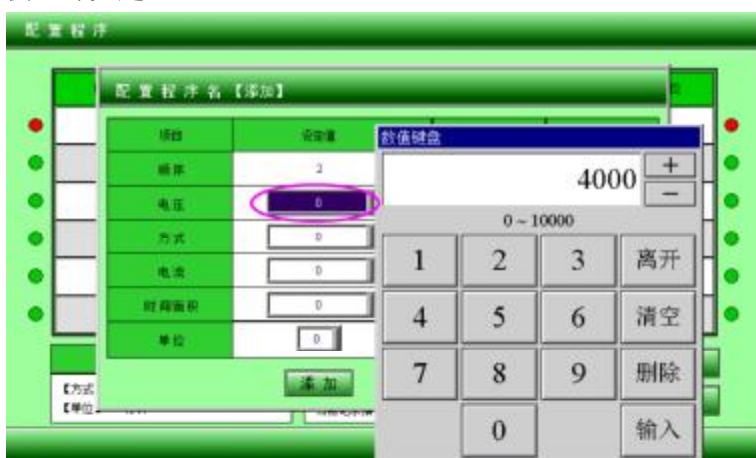 配置程序
配置程序名【添加】
项目 设定值
顺序 2
电压 0
方式 0
电流 0
时间面积 0
单位 0
添加
【方式
【单位】
数值键盘
4000 +
-
0 ~ 10000
1 2 3 离开
4 5 6 清空
7 8 9 删除
0 输入